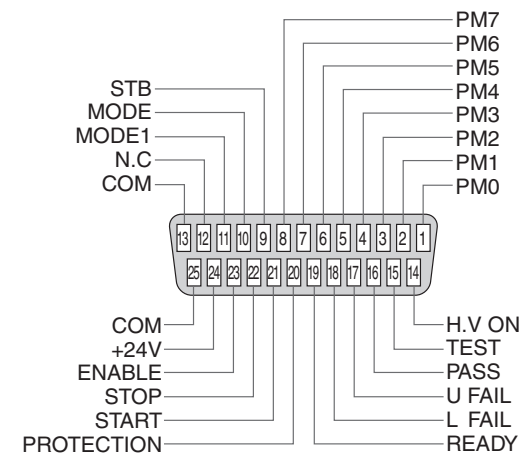 PM7
PM6
PM5
PM4
PM3
PM2
PM1
PM0
STB
MODE
MODE1
N.C
COM
13 12 11 10 9 8 7 6 5 4 3 2 1
25 24 23 22 21 20 19 18 17 16 15 14
COM
+24V
ENABLE
STOP
START
PROTECTION
H.V ON
TEST
PASS
U FAIL
L FAIL
READY